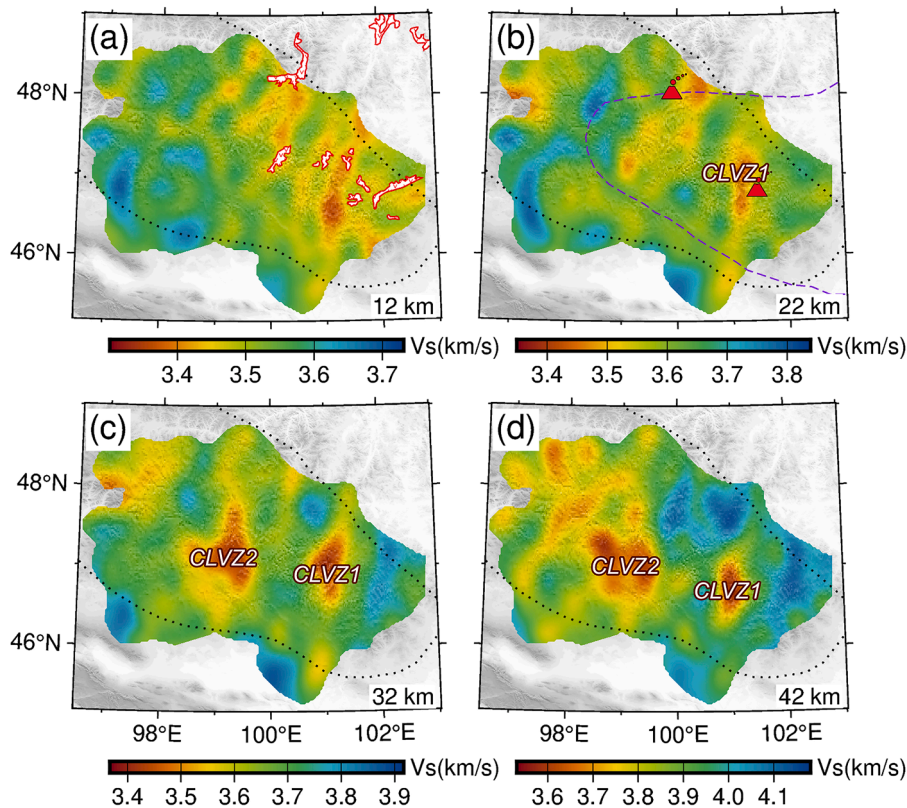 (a)
(b)
48°N
46°N
CLVZ1
12 km
22 km
Vs(km/s)
3.4 3.5 3.6 3.7
Vs(km/s)
3.4 3.5 3.6 3.7 3.8
(c)
(d)
48°N
46°N
CLVZ2
CLVZ1
CLVZ2
CLVZ1
32 km
42 km
98°E 100°E 102°E
98°E 100°E 102°E
Vs(km/s)
3.4 3.5 3.6 3.7 3.8 3.9
Vs(km/s)
3.6 3.7 3.8 3.9 4.0 4.1